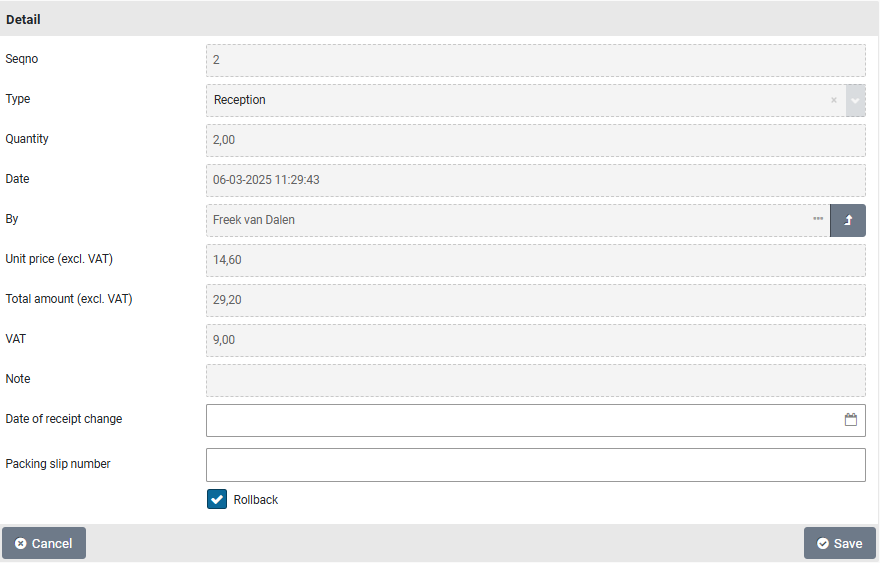 Detail
Seqno 2
Type Reception
Quantity 2,00
Date 06-03-2025 11:29:43
By Freek van Dalen
Unit price (excl. VAT) 14,60
Total amount (excl. VAT) 29,20
VAT 9,00
Note
Date of receipt change
Packing slip number
Rollback
Cancel Save